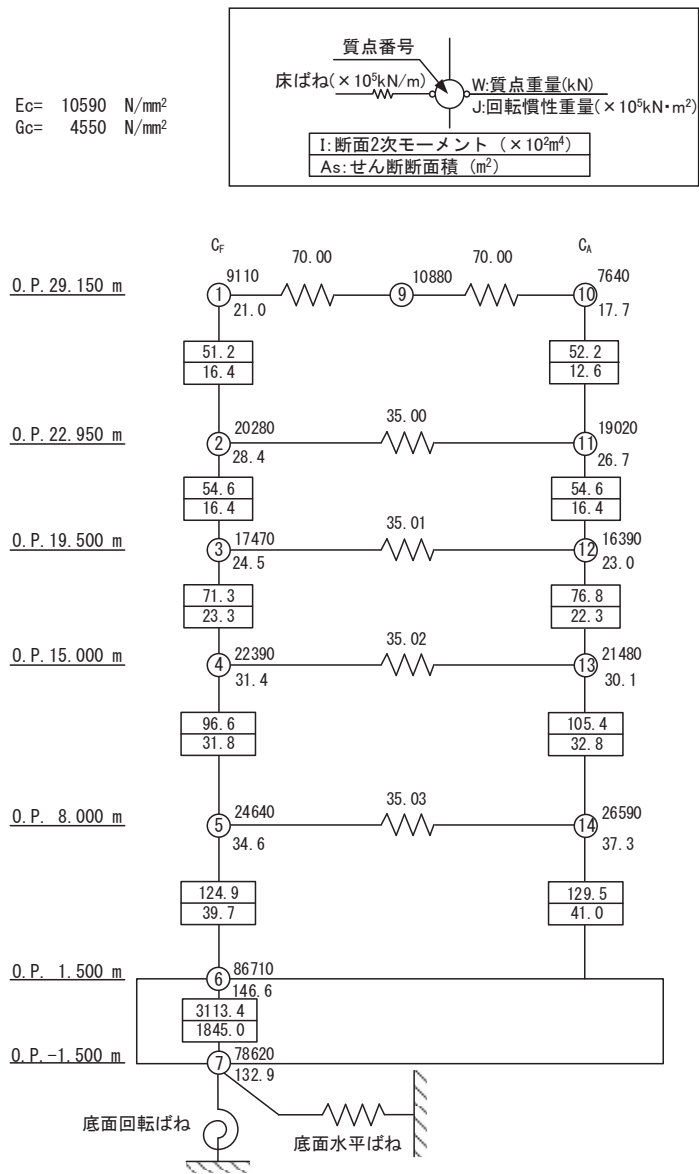 質点番号
床ばね(×10⁵kN/m)
W:質点重量(kN)
J:回転慣性重量(×10⁵kN・m²)
I:断面2次モーメント (×10²m⁴)
As:せん断断面積 (m²)
Ec= 10590 N/mm²
Gc= 4550 N/mm²
C_F
C_A
O.P. 29.150 m
① 9110 21.0
70.00
⑨ 10880
70.00
⑩ 7640 17.7
51.2
16.4
52.2
12.6
O.P. 22.950 m
② 20280 28.4
35.00
⑪ 19020 26.7
54.6
16.4
54.6
16.4
O.P. 19.500 m
③ 17470 24.5
35.01
⑫ 16390 23.0
71.3
23.3
76.8
22.3
O.P. 15.000 m
④ 22390 31.4
35.02
⑬ 21480 30.1
96.6
31.8
105.4
32.8
O.P. 8.000 m
⑤ 24640 34.6
35.03
⑭ 26590 37.3
124.9
39.7
129.5
41.0
O.P. 1.500 m
⑥ 86710 146.6
3113.4
1845.0
O.P.-1.500 m
⑦ 78620 132.9
底面回転ばね
底面水平ばね